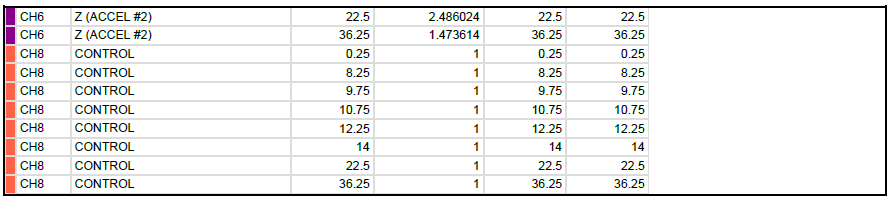 CH6 Z (ACCEL #2) 22.5 2.486024 22.5 22.5
CH6 Z (ACCEL #2) 36.25 1.473614 36.25 36.25
CH8 CONTROL 0.25 1 0.25 0.25
CH8 CONTROL 8.25 1 8.25 8.25
CH8 CONTROL 9.75 1 9.75 9.75
CH8 CONTROL 10.75 1 10.75 10.75
CH8 CONTROL 12.25 1 12.25 12.25
CH8 CONTROL 14 1 14 14
CH8 CONTROL 22.5 1 22.5 22.5
CH8 CONTROL 36.25 1 36.25 36.25